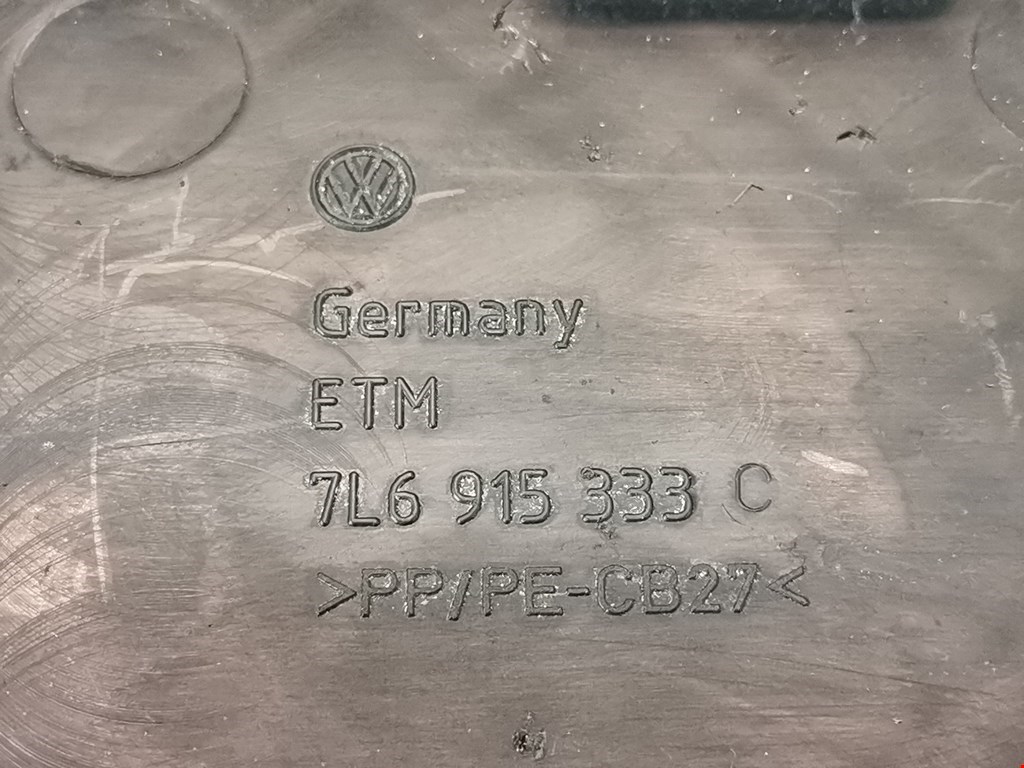 Germany
ETM
7L6 915 333 C
>PP/PE-CB27<